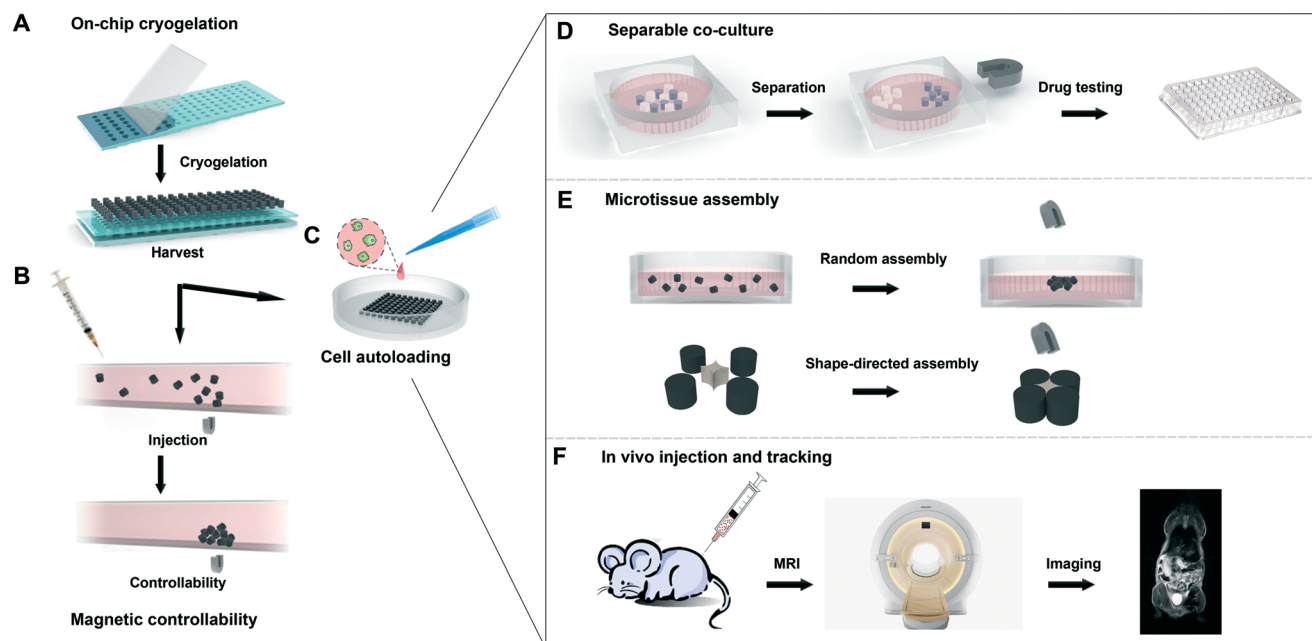 A
On-chip cryogelation
Cryogelation
Harvest
B
Injection
Controllability
Magnetic controllability
C
Cell autoloading
D
Separable co-culture
Separation
Drug testing
E
Microtissue assembly
Random assembly
Shape-directed assembly
F
In vivo injection and tracking
MRI
Imaging